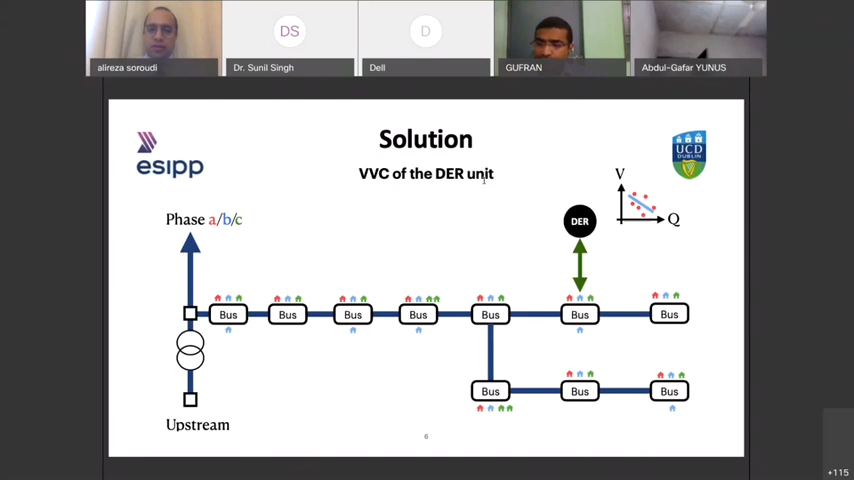 DS
D
alireza soroudi
Dr. Sunil Singh
Dell
GUFRAN
Abdul-Gafar YUNUS
Solution
esipp
VVC of the DER unit
UCD
DUBLIN
V
Q
Phase a/b/c
DER
Bus Bus Bus Bus Bus Bus Bus
Bus Bus Bus
Upstream
6
+115